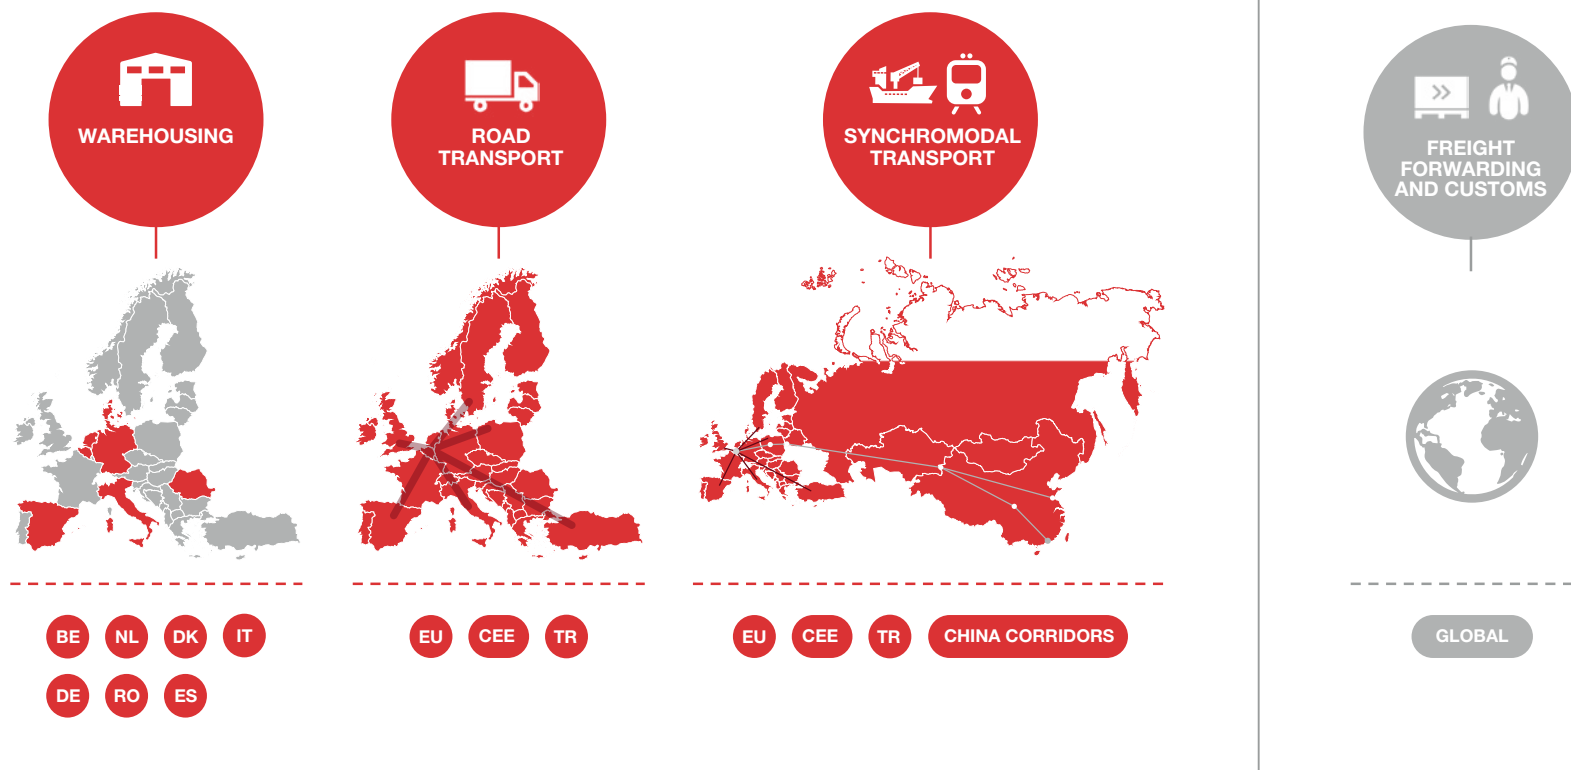 WAREHOUSING
ROAD
TRANSPORT
SYNCHROMODAL
TRANSPORT
FREIGHT
FORWARDING
AND CUSTOMS
BE NL DK IT
DE RO ES
EU CEE TR
EU CEE TR CHINA CORRIDORS
GLOBAL